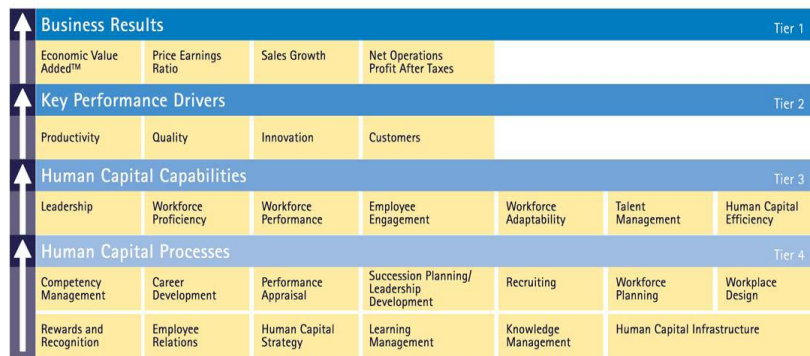 Business Results Tier 1
Economic Value Added™
Price Earnings Ratio
Sales Growth
Net Operations Profit After Taxes
Key Performance Drivers Tier 2
Productivity
Quality
Innovation
Customers
Human Capital Capabilities Tier 3
Leadership
Workforce Proficiency
Workforce Performance
Employee Engagement
Workforce Adaptability
Talent Management
Human Capital Efficiency
Human Capital Processes Tier 4
Competency Management
Career Development
Performance Appraisal
Succession Planning/ Leadership Development
Recruiting
Workforce Planning
Workplace Design
Rewards and Recognition
Employee Relations
Human Capital Strategy
Learning Management
Knowledge Management
Human Capital Infrastructure